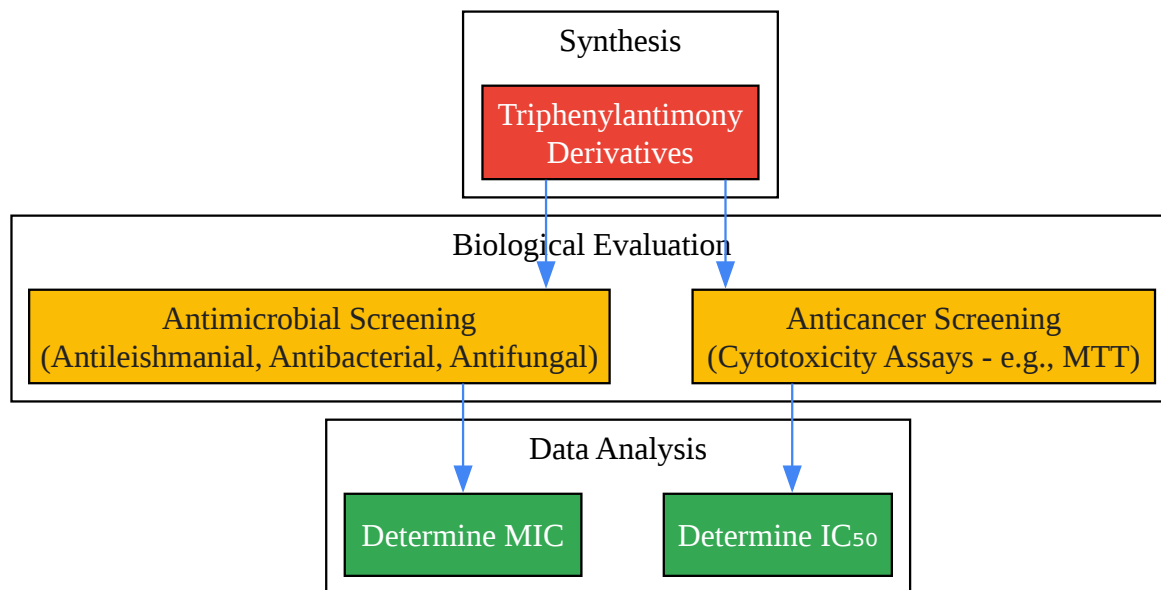 Synthesis
Triphenylantimony
Derivatives
Biological Evaluation
Antimicrobial Screening
(Antileishmanial, Antibacterial, Antifungal)
Anticancer Screening
(Cytotoxicity Assays - e.g., MTT)
Data Analysis
Determine MIC
Determine IC₅₀